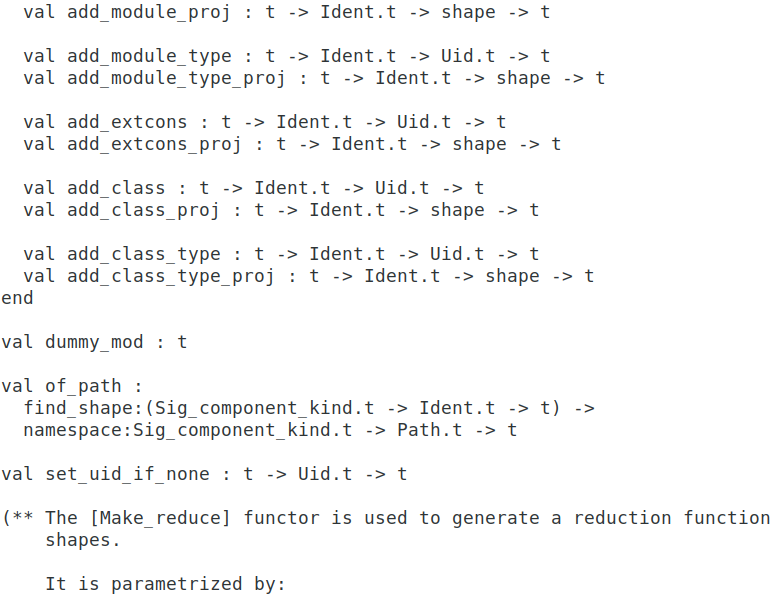 val add_module_proj : t -> Ident.t -> shape -> t

  val add_module_type : t -> Ident.t -> Uid.t -> t
  val add_module_type_proj : t -> Ident.t -> shape -> t

  val add_extcons : t -> Ident.t -> Uid.t -> t
  val add_extcons_proj : t -> Ident.t -> shape -> t

  val add_class : t -> Ident.t -> Uid.t -> t
  val add_class_proj : t -> Ident.t -> shape -> t

  val add_class_type : t -> Ident.t -> Uid.t -> t
  val add_class_type_proj : t -> Ident.t -> shape -> t
end

val dummy_mod : t

val of_path :
  find_shape:(Sig_component_kind.t -> Ident.t -> t) ->
  namespace:Sig_component_kind.t -> Path.t -> t

val set_uid_if_none : t -> Uid.t -> t

(** The [Make_reduce] functor is used to generate a reduction function
    shapes.

    It is parametrized by: